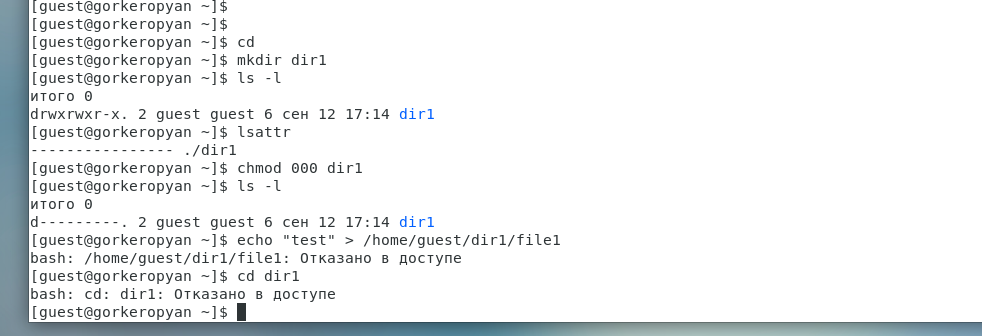 [guest@gorkeropyan ~]$
[guest@gorkeropyan ~]$
[guest@gorkeropyan ~]$ cd
[guest@gorkeropyan ~]$ mkdir dir1
[guest@gorkeropyan ~]$ ls -l
итого 0
drwxrwxr-x. 2 guest guest 6 сен 12 17:14 dir1
[guest@gorkeropyan ~]$ lsattr
---------------- ./dir1
[guest@gorkeropyan ~]$ chmod 000 dir1
[guest@gorkeropyan ~]$ ls -l
итого 0
d---------. 2 guest guest 6 сен 12 17:14 dir1
[guest@gorkeropyan ~]$ echo "test" > /home/guest/dir1/file1
bash: /home/guest/dir1/file1: Отказано в доступе
[guest@gorkeropyan ~]$ cd dir1
bash: cd: dir1: Отказано в доступе
[guest@gorkeropyan ~]$